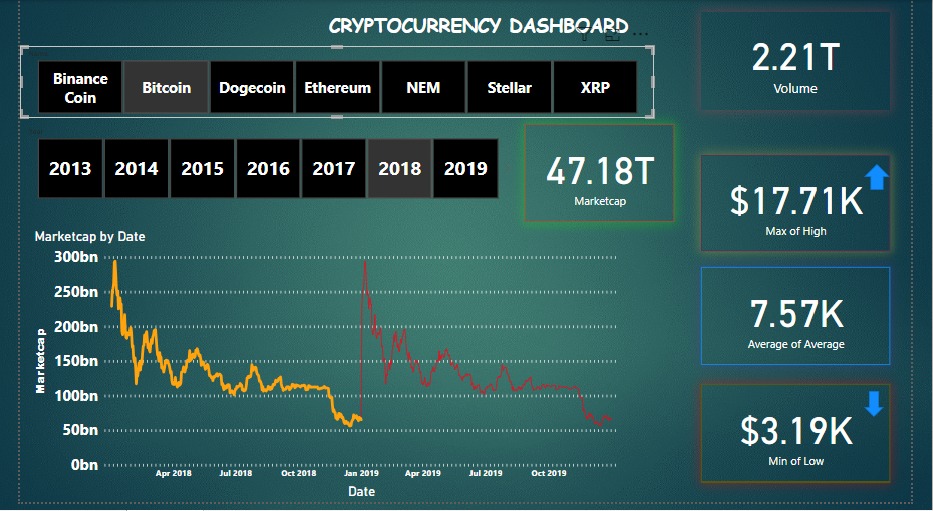 CRYPTOCURRENCY DASHBOARD
Binance
Coin
Bitcoin
Dogecoin
Ethereum
NEM
Stellar
XRP
2.21T
Volume
2013
2014
2015
2016
2017
2018
2019
47.18T
Marketcap
$17.71K
Max of High
7.57K
Average of Average
$3.19K
Min of Low
Marketcap by Date
300bn
250bn
200bn
150bn
100bn
50bn
0bn
Marketcap
Apr 2018
Jul 2018
Oct 2018
Jan 2019
Apr 2019
Jul 2019
Oct 2019
Date